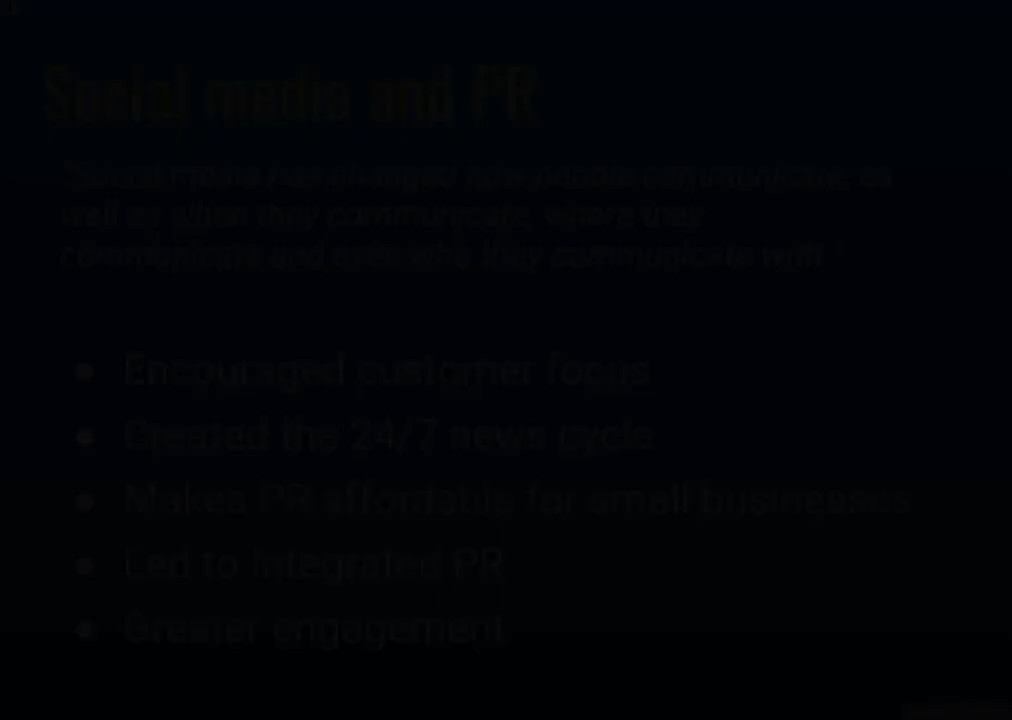 Social media and PR
"Social media has changed how people communicate, as
well as when they communicate, where they
communicate and even who they communicate with."
Encouraged customer focus
Created the 24/7 news cycle
Makes PR affordable for small businesses
Led to integrated PR
Greater engagement